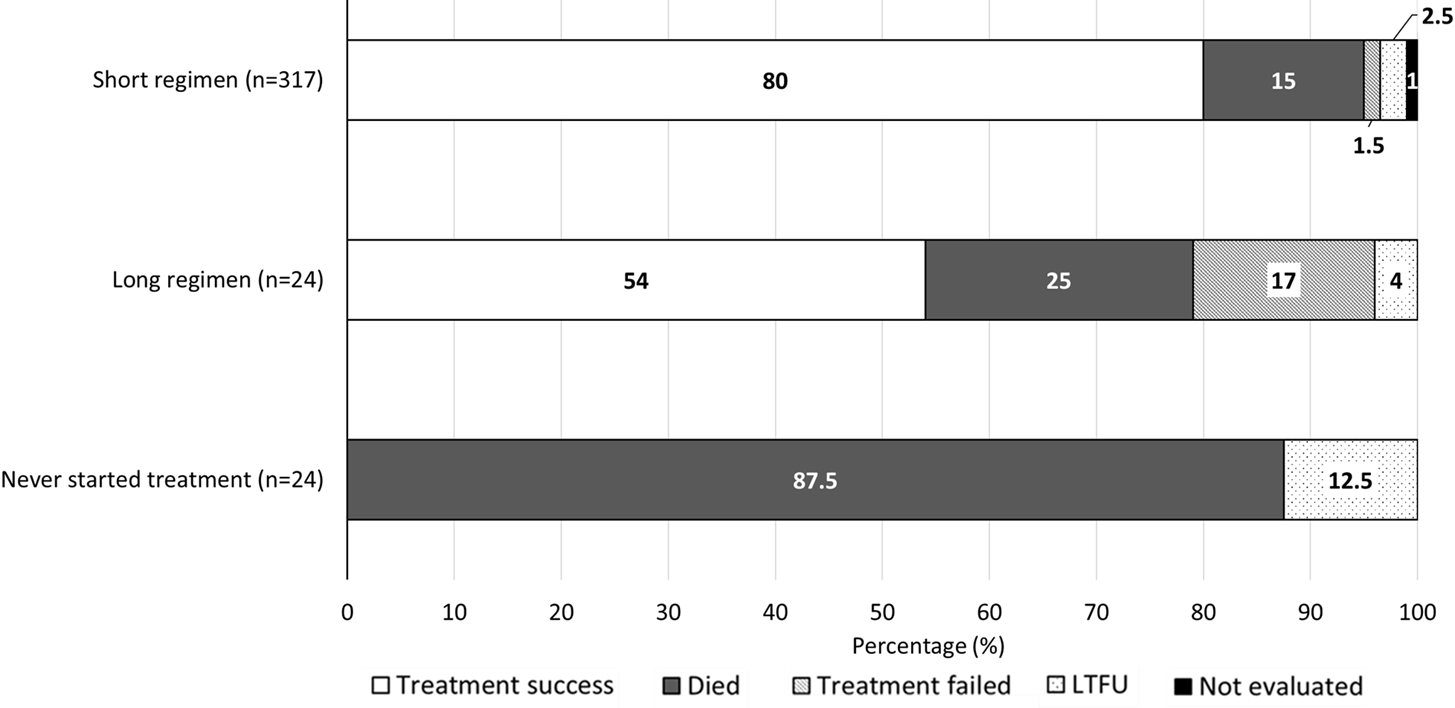 2.5
Short regimen (n=317) 80 15 1
1.5
Long regimen (n=24) 54 25 17 4
Never started treatment (n=24) 87.5 12.5
0 10 20 30 40 50 60 70 80 90 100
Percentage (%)
Treatment success Died Treatment failed LTFU Not evaluated